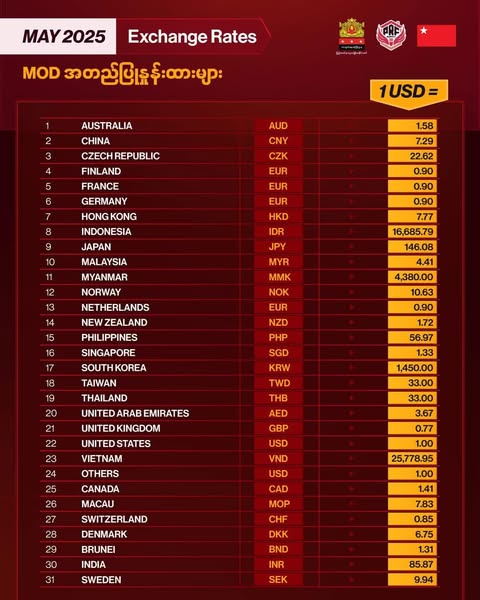 MAY 2025 Exchange Rates
MOD အတည်ပြုနှုန်းထားများ
1 USD =
1 AUSTRALIA AUD 1.58
2 CHINA CNY 7.29
3 CZECH REPUBLIC CZK 22.62
4 FINLAND EUR 0.90
5 FRANCE EUR 0.90
6 GERMANY EUR 0.90
7 HONG KONG HKD 7.77
8 INDONESIA IDR 16,685.79
9 JAPAN JPY 146.08
10 MALAYSIA MYR 4.41
11 MYANMAR MMK 4,380.00
12 NORWAY NOK 10.63
13 NETHERLANDS EUR 0.90
14 NEW ZEALAND NZD 1.72
15 PHILIPPINES PHP 56.97
16 SINGAPORE SGD 1.33
17 SOUTH KOREA KRW 1,450.00
18 TAIWAN TWD 33.00
19 THAILAND THB 33.00
20 UNITED ARAB EMIRATES AED 3.67
21 UNITED KINGDOM GBP 0.77
22 UNITED STATES USD 1.00
23 VIETNAM VND 25,778.95
24 OTHERS USD 1.00
25 CANADA CAD 1.41
26 MACAU MOP 7.83
27 SWITZERLAND CHF 0.85
28 DENMARK DKK 6.75
29 BRUNEI BND 1.31
30 INDIA INR 85.87
31 SWEDEN SEK 9.94